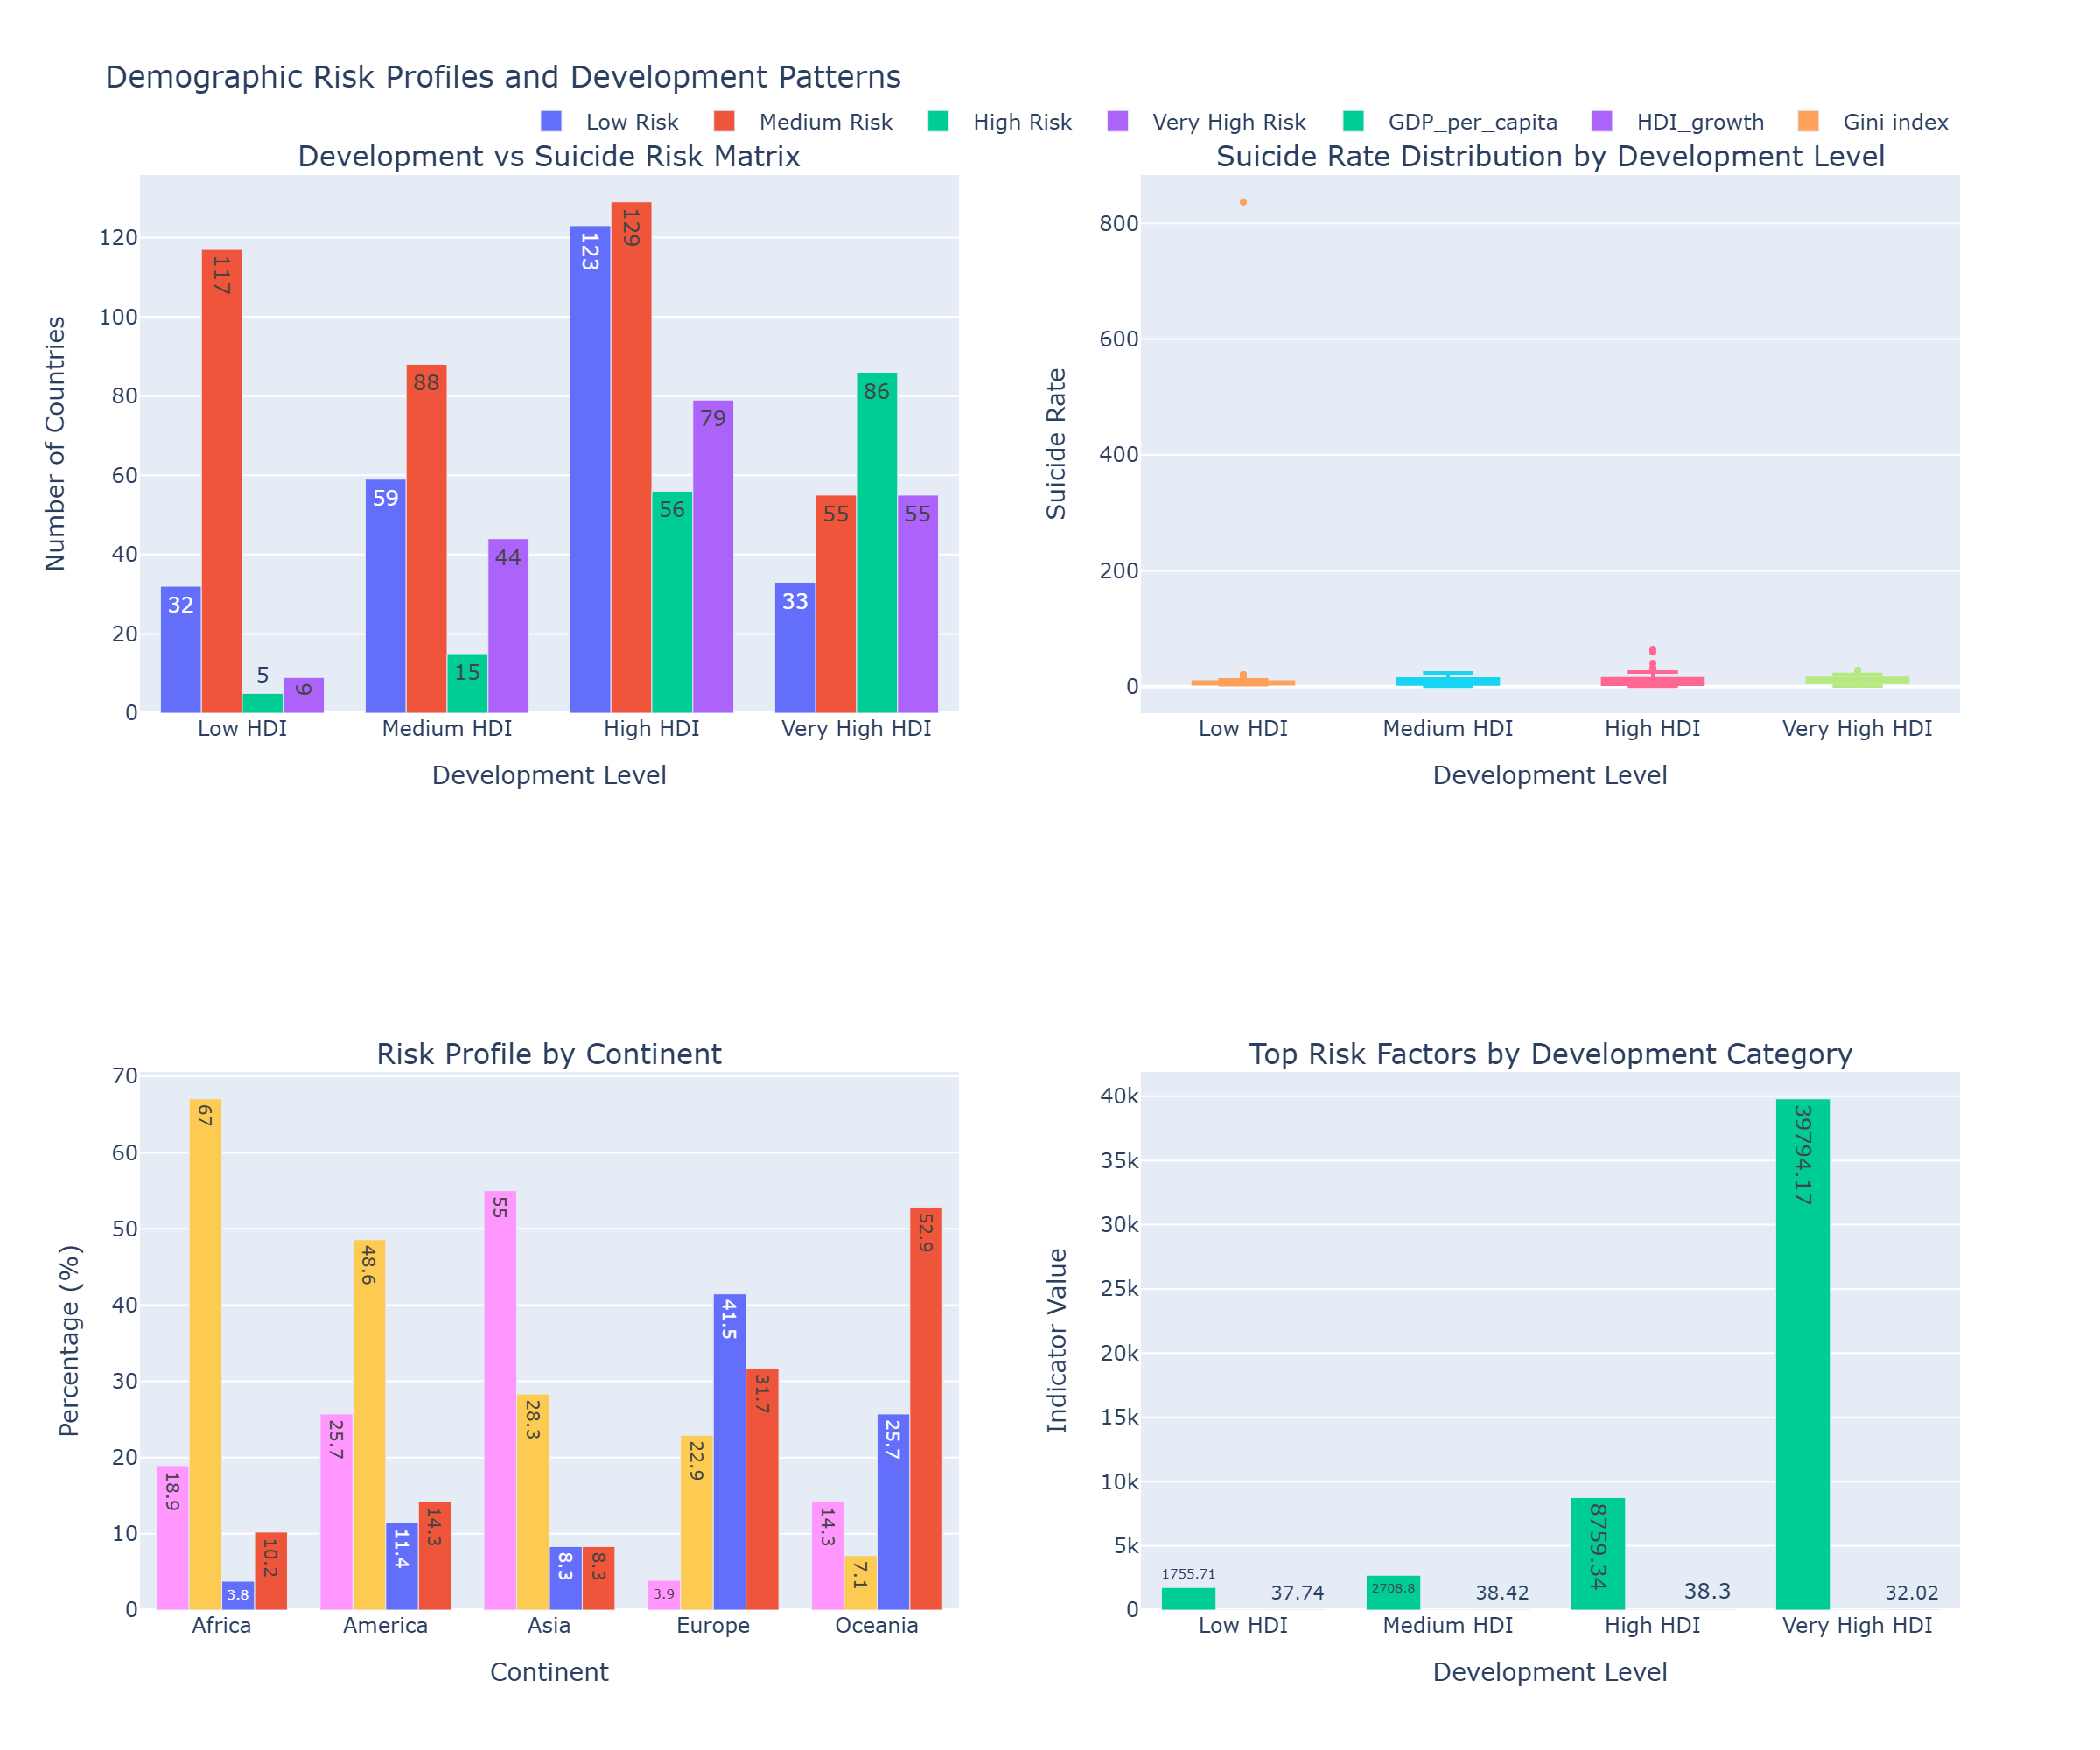 Demographic Risk Profiles and Development Patterns
Low Risk Medium Risk High Risk Very High Risk GDP_per_capita HDI_growth Gini index
Development vs Suicide Risk Matrix
Number of Countries
120
100
80
60
40
20
0
32 117 5 9
59 88 15 44
123 129 56 79
33 55 86 55
Low HDI Medium HDI High HDI Very High HDI
Development Level
Suicide Rate Distribution by Development Level
Suicide Rate
800
600
400
200
0
Low HDI Medium HDI High HDI Very High HDI
Development Level
Risk Profile by Continent
Percentage (%)
70
60
50
40
30
20
10
0
18.9 67 3.8 10.2
25.7 48.6 11.4 14.3
55 28.3 8.3 8.3
3.9 22.9 41.5 31.7
14.3 7.1 25.7 52.9
Africa America Asia Europe Oceania
Continent
Top Risk Factors by Development Category
Indicator Value
40k
35k
30k
25k
20k
15k
10k
5k
0
1755.71 37.74
2708.8 38.42
8759.34 38.3
39794.17 32.02
Low HDI Medium HDI High HDI Very High HDI
Development Level